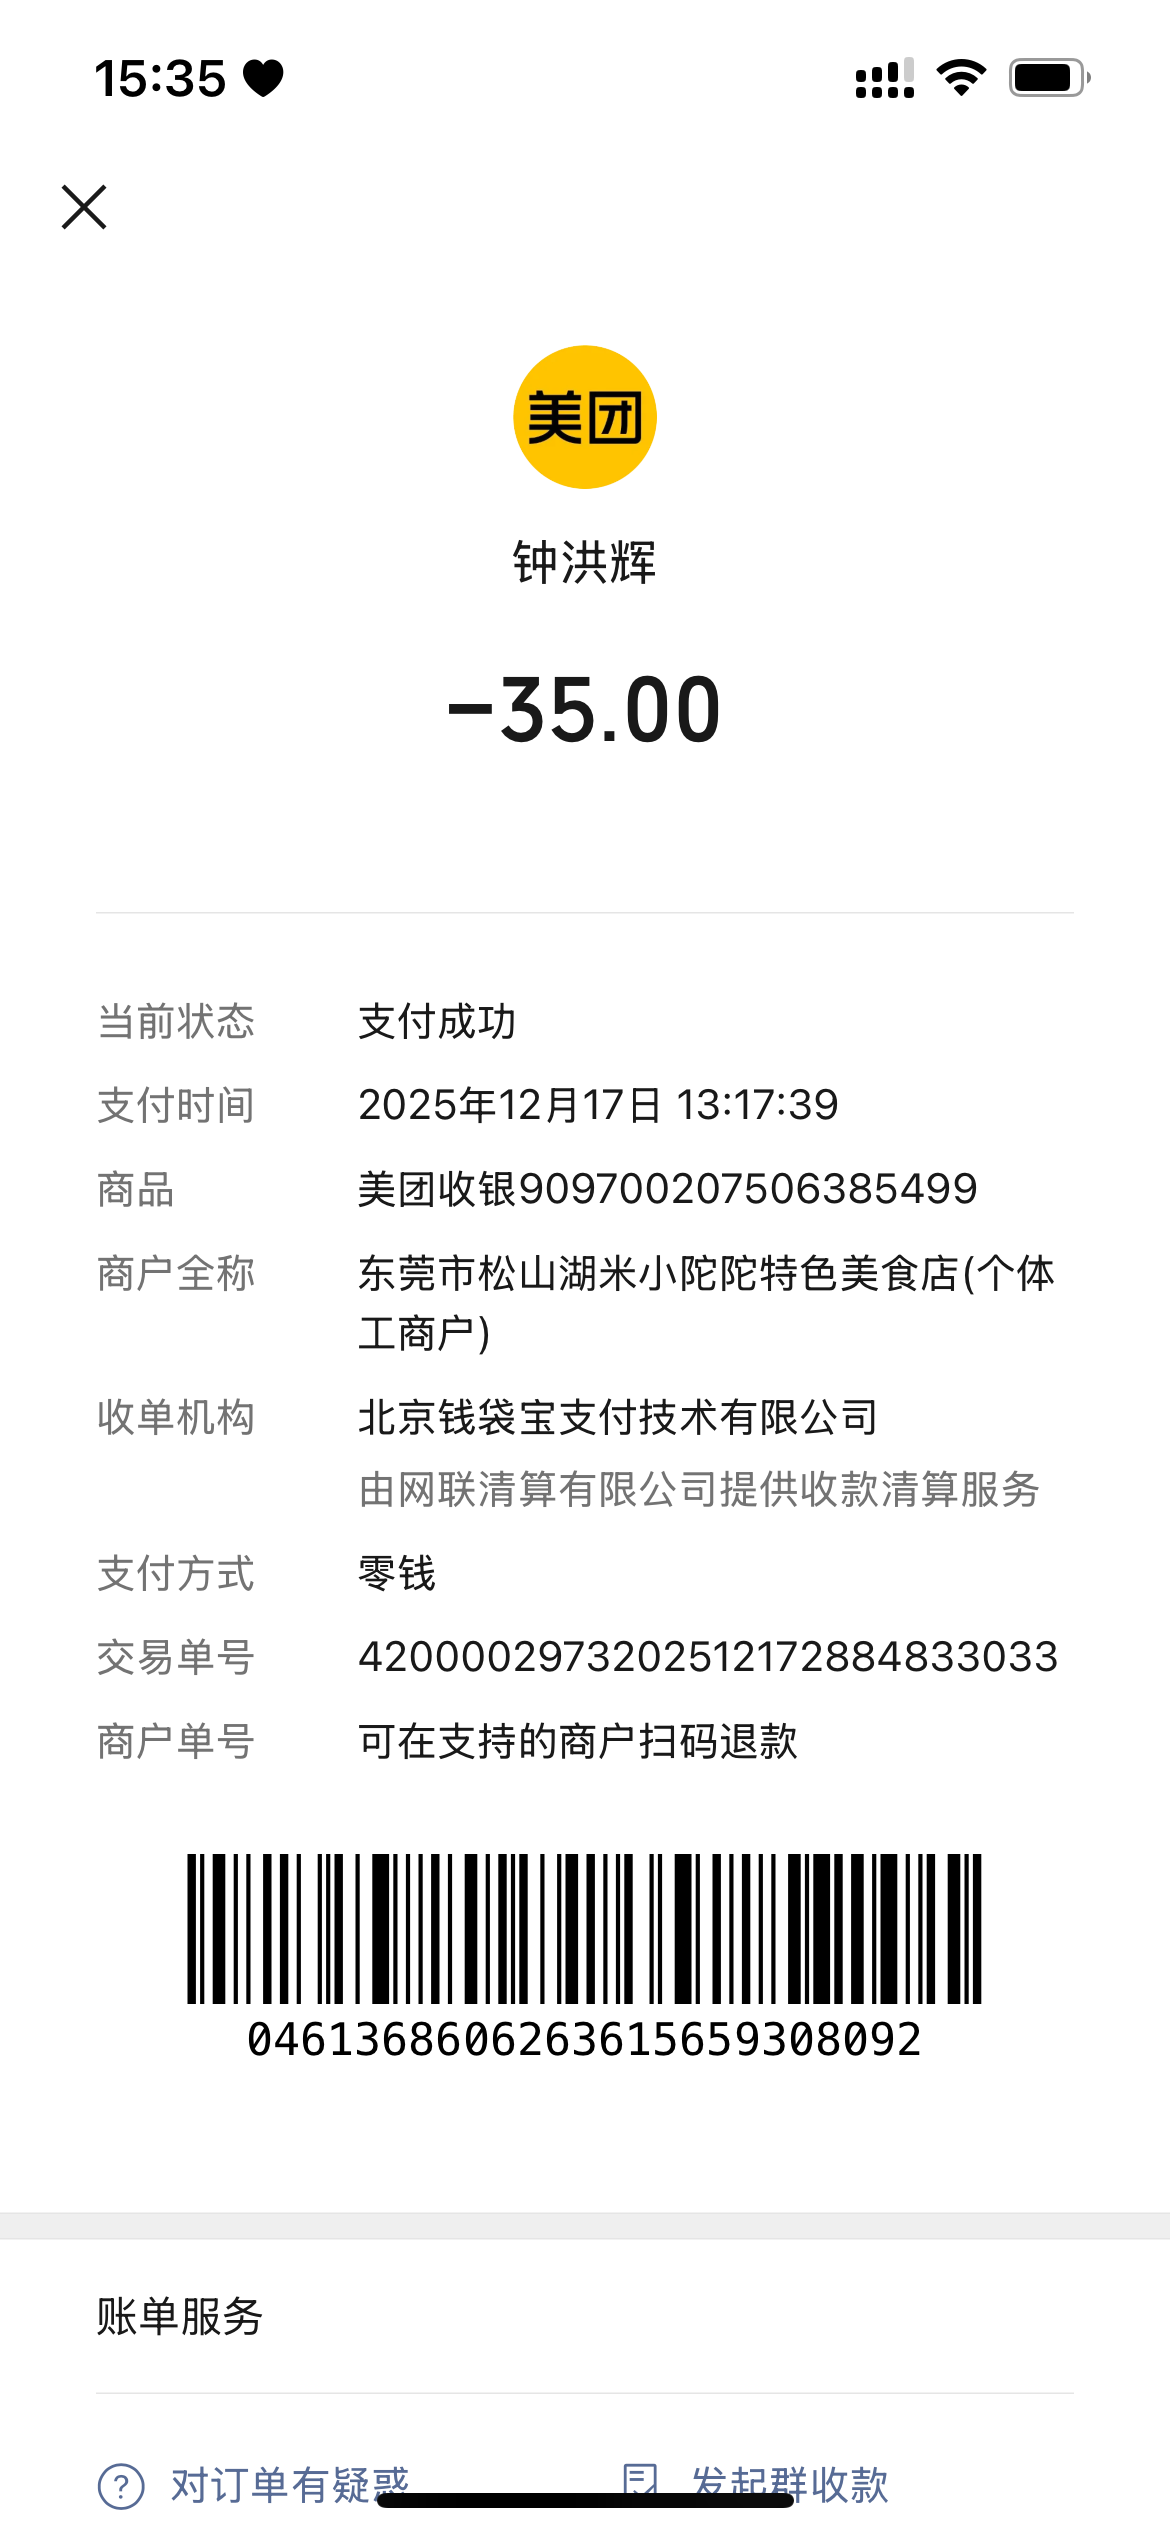 15:35
美团
钟洪辉
-35.00
当前状态 支付成功
支付时间 2025年12月17日 13:17:39
商品 美团收银909700207506385499
商户全称 东莞市松山湖米小陀陀特色美食店(个体
工商户)
收单机构 北京钱袋宝支付技术有限公司
由网联清算有限公司提供收款清算服务
支付方式 零钱
交易单号 4200002973202512172884833033
商户单号 可在支持的商户扫码退款
0461368606263615659308092
账单服务
对订单有疑惑 发起群收款